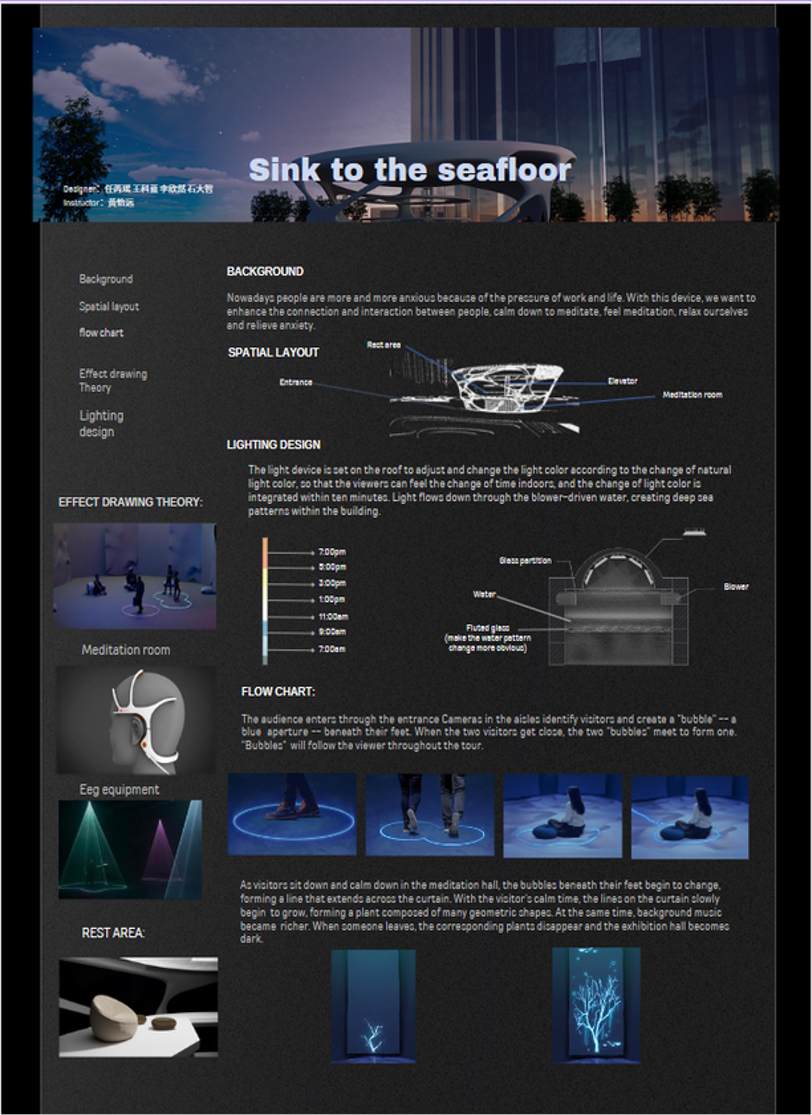 Sink to the seafloor
Designer: 任芮瑶 王科蓝 李欣然 石大智
Instructor: 黄怡远
Background
Spatial layout
flow chart
Effect drawing
Theory
Lighting
design
BACKGROUND
Nowadays people are more and more anxious because of the pressure of work and life. With this device, we want to
enhance the connection and interaction between people, calm down to meditate, feel meditation, relax ourselves
and relieve anxiety.
SPATIAL LAYOUT
Rect area
Entrance
Elevator
Meditation room
LIGHTING DESIGN
The light device is set on the roof to adjust and change the light color according to the change of natural
light color, so that the viewers can feel the change of time indoors, and the change of light color is
integrated within ten minutes. Light flows down through the blower-driven water, creating deep sea
patterns within the building.
7:00pm
5:00pm
3:00pm
1:00pm
11:00am
9:00am
7:00am
Glass partition
Water
Blower
Fluted glass
(make the water pattern
change more obvious)
EFFECT DRAWING THEORY:
Meditation room
Eeg equipment
REST AREA:
FLOW CHART:
The audience enters through the entrance Cameras in the aisles identify visitors and create a "bubble" -- a
blue aperture -- beneath their feet. When the two visitors get close, the two "bubbles" meet to form one.
"Bubbles" will follow the viewer throughout the tour.
As visitors sit down and calm down in the meditation hall, the bubbles beneath their feet begin to change,
forming a line that extends across the curtain. With the visitor's calm time, the lines on the curtain slowly
begin to grow, forming a plant composed of many geometric shapes. At the same time, background music
became richer. When someone leaves, the corresponding plants disappear and the exhibition hall becomes
dark.